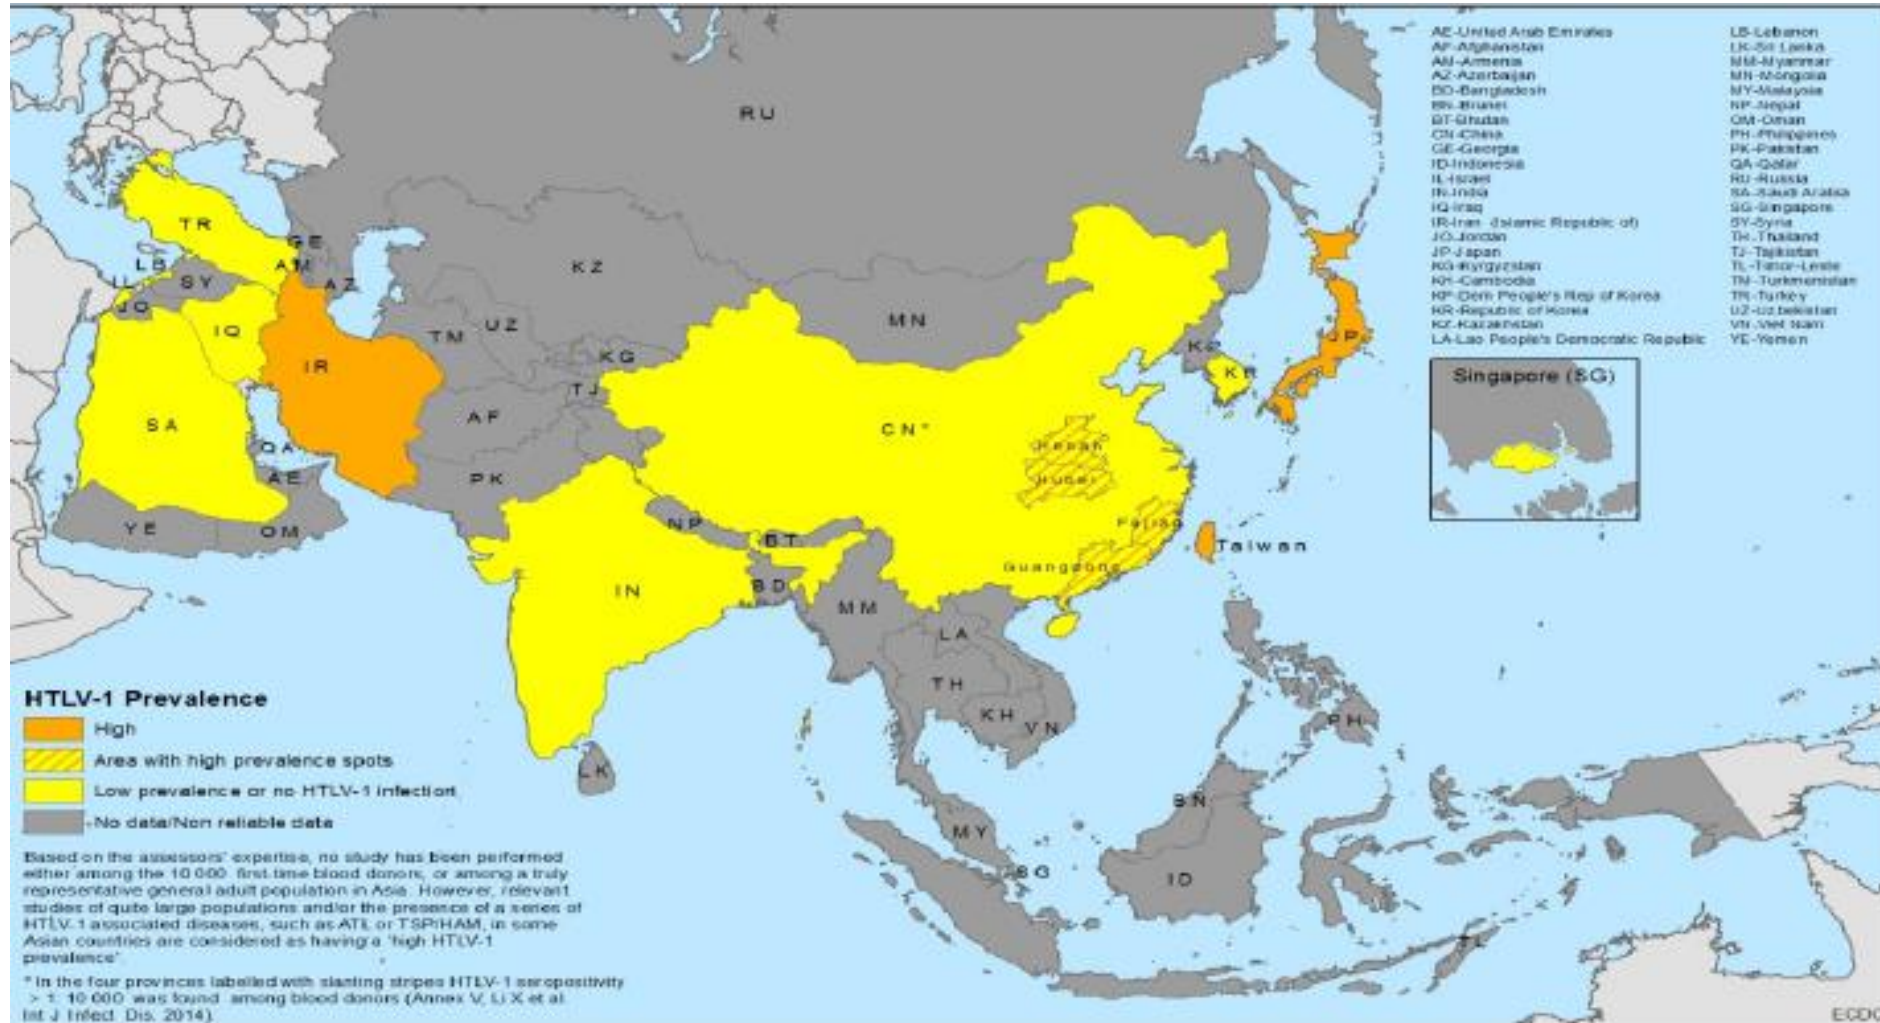 AE-United Arab Emirates
AF-Afghanistan
AM-Armenia
AZ-Azerbaijan
BD-Bangladesh
BN-Brunei
BT-Bhutan
CN-China
GE-Georgia
ID-Indonesia
IL-Israel
IN-India
IQ-Iraq
IR-Iran (Islamic Republic of)
JO-Jordan
JP-Japan
KG-Kyrgyzstan
KH-Cambodia
KP-Dem People's Rep of Korea
KR-Republic of Korea
KZ-Kazakhstan
LA-Lao People's Democratic Republic
LB-Lebanon
LK-Sri Lanka
MM-Myanmar
MN-Mongolia
MY-Malaysia
NP-Nepal
OM-Oman
PH-Philippines
PK-Pakistan
QA-Qatar
RU-Russia
SA-Saudi Arabia
SG-Singapore
SY-Syria
TH-Thailand
TJ-Tajikistan
TL-Timor-Leste
TM-Turkmenistan
TR-Turkey
UZ-Uzbekistan
VN-Viet Nam
YE-Yemen
Singapore (SG)
RU
TR
GE
LB
AM
KZ
IL
SY
AZ
JO
IQ
UZ
MN
TM
JP
KG
IR
KR
TJ
AF
SA
CN*
Henan
QA
AE
PK
Hubei
YE
OM
NP
Fujian
BT
Taiwan
Guangdong
IN
BD
MM
LA
TH
KH
VN
PH
LK
BN
MY
SG
ID
TL
HTLV-1 Prevalence
High
Area with high prevalence spots
Low prevalence or no HTLV-1 infection
No data/Non reliable data
Based on the assessors' expertise, no study has been performed
either among the 10 000 first-time blood donors, or among a truly
representative general adult population in Asia. However, relevant
studies of quite large populations and/or the presence of a series of
HTLV-1 associated diseases, such as ATL or TSP/HAM, in some
Asian countries are considered as having a 'high HTLV-1
prevalence'.
* In the four provinces labelled with slanting stripes HTLV-1 seropositivity
> 1: 10 000 was found among blood donors (Annex V, Li X et al
Int J Infect Dis. 2014).
ECDC